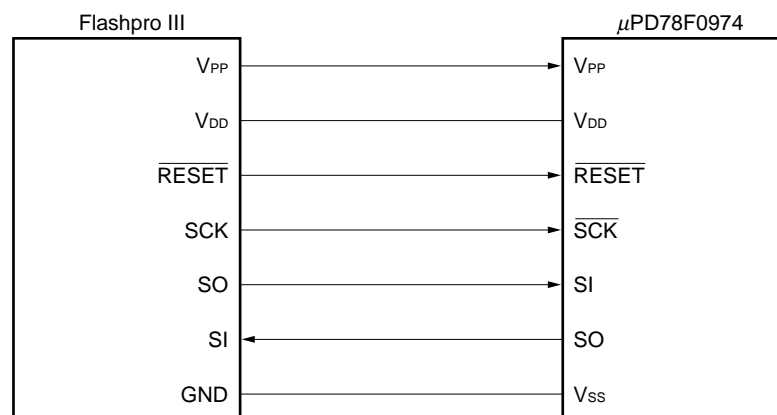 Flashpro III μPD78F0974
VPP VPP
VDD VDD
RESET RESET
SCK SCK
SO SI
SI SO
GND VSS